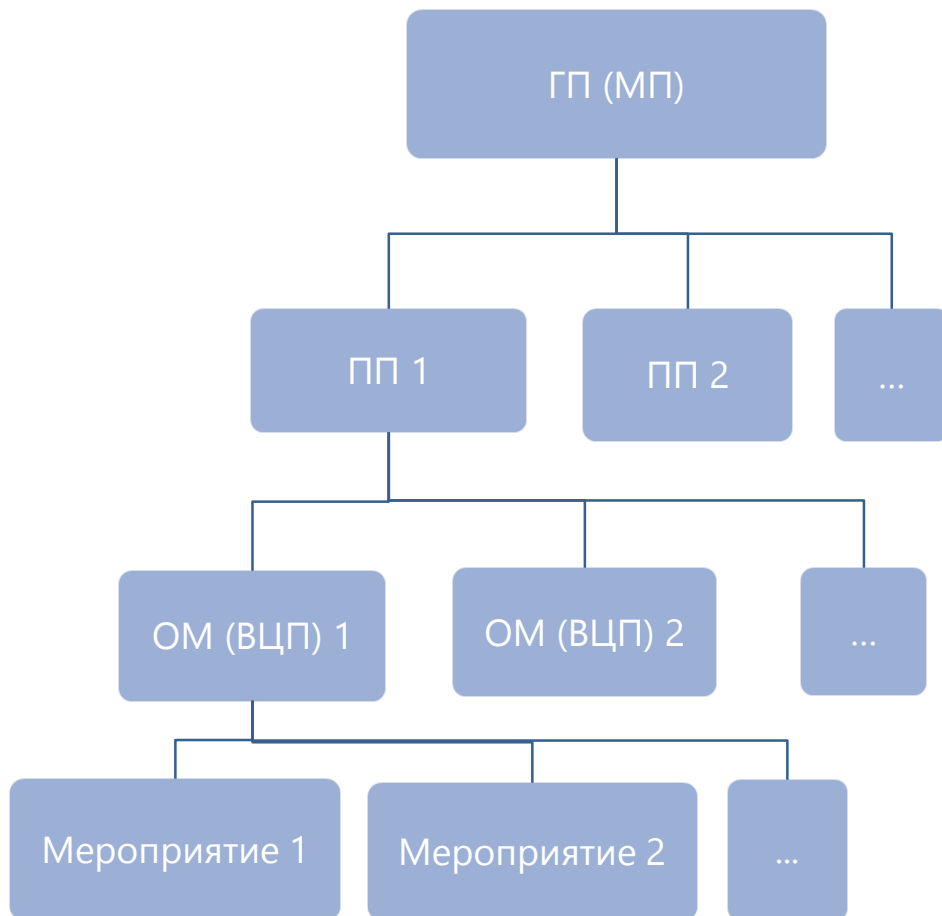 ГП (МП)
ПП 1
ПП 2
...
ОМ (ВЦП) 1
ОМ (ВЦП) 2
...
Мероприятие 1
Мероприятие 2
...